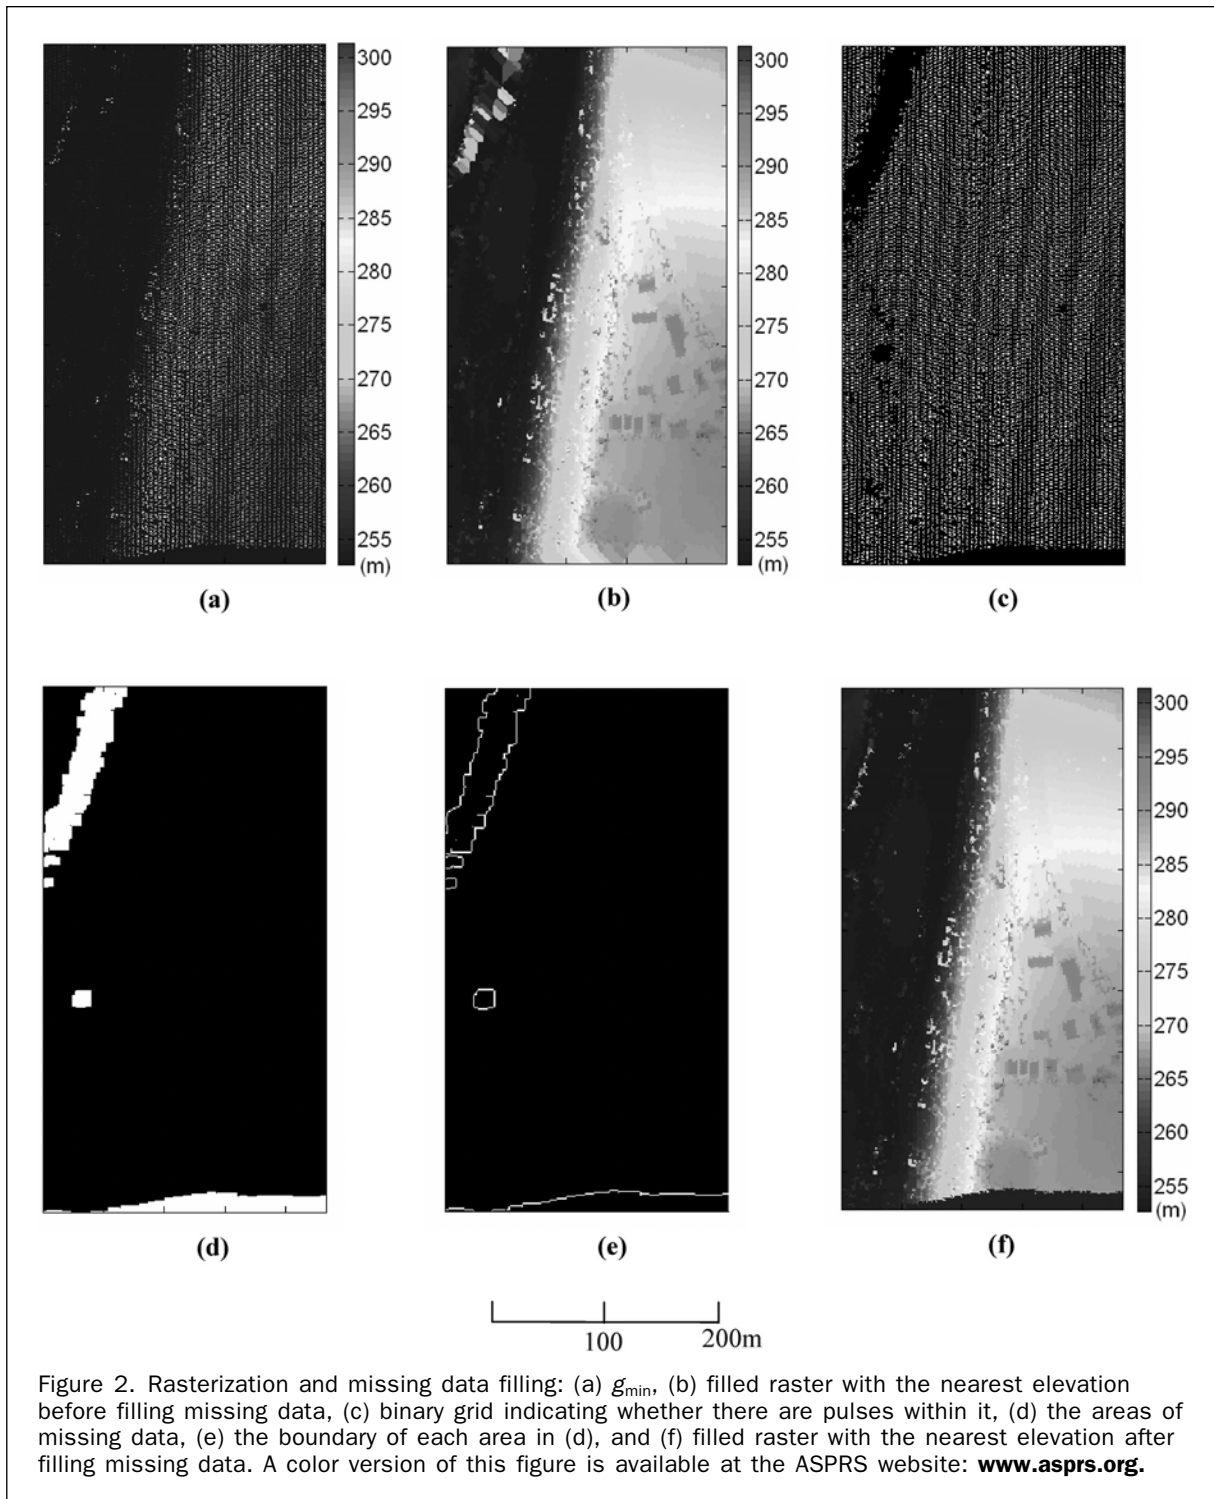 300
295
290
285
280
275
270
265
260
255
(m)
(a)
300
295
290
285
280
275
270
265
260
255
(m)
(b)
(c)
(d)
(e)
300
295
290
285
280
275
270
265
260
255
(m)
(f)
100
200m
Figure 2. Rasterization and missing data filling: (a) gmin, (b) filled raster with the nearest elevation
before filling missing data, (c) binary grid indicating whether there are pulses within it, (d) the areas of
missing data, (e) the boundary of each area in (d), and (f) filled raster with the nearest elevation after
filling missing data. A color version of this figure is available at the ASPRS website: www.asprs.org.